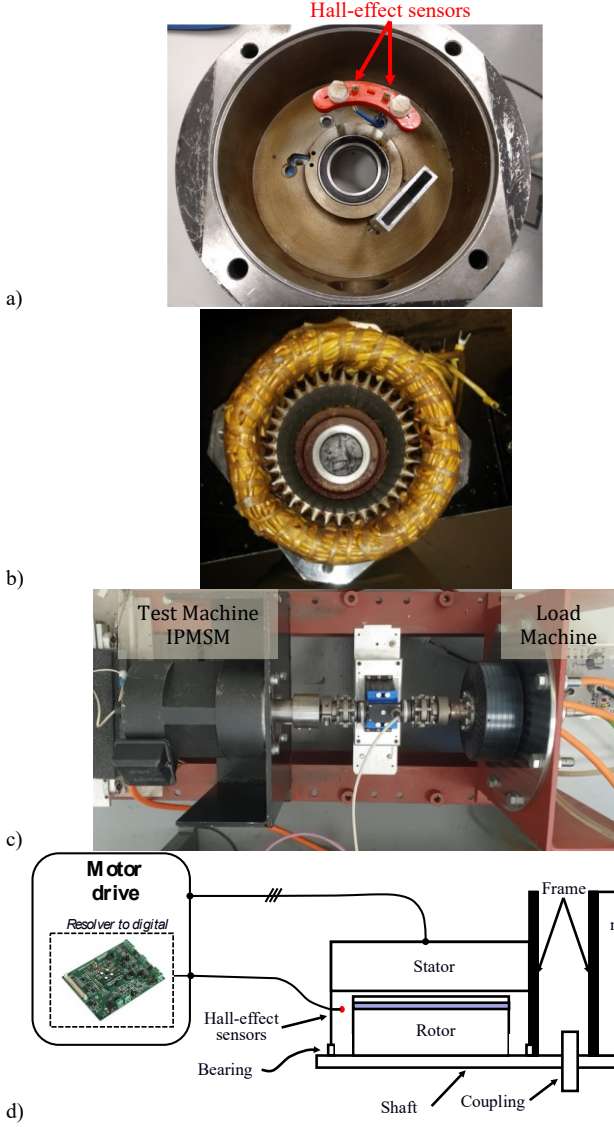 Hall-effect sensors
a)
b)
Test Machine
IPMSM
Load
Machine
c)
Motor
drive
Resolver to digital
Frame
Stator
Hall-effect
sensors
Rotor
Bearing
Shaft
Coupling
d)